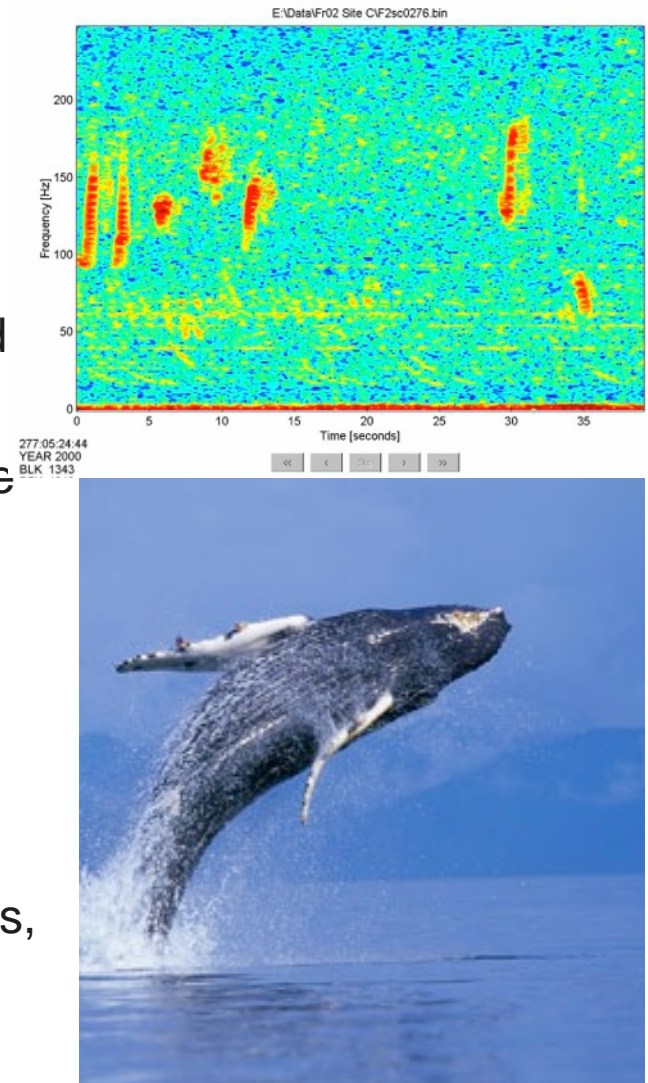 E:\Data\Fr02 Site C\F2sc0276.bin
Frequency [Hz]
200
150
100
50
0
0 5 10 15 20 25 30 35
Time [seconds]
277:05:24:44
YEAR 2000
BLK 1343
<< < > >>
s,